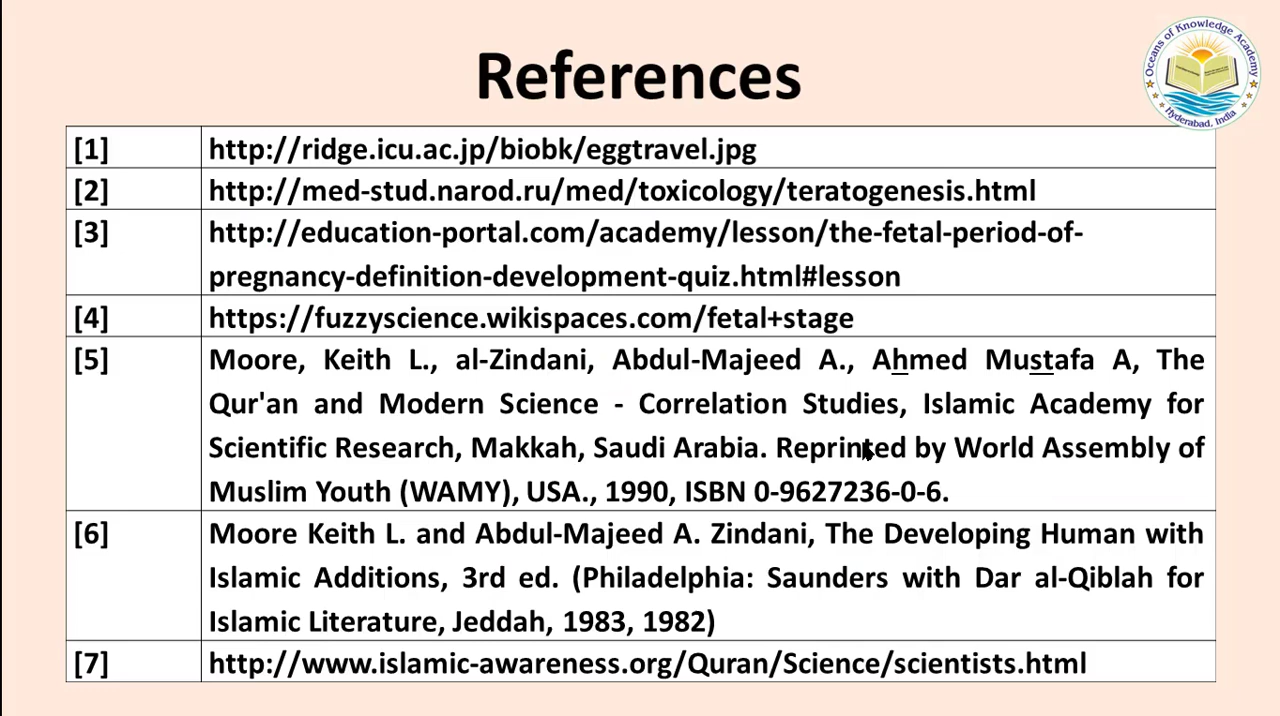 References
Oceans of Knowledge Academy
Hyderabad, India
[1] http://ridge.icu.ac.jp/biobk/eggtravel.jpg
[2] http://med-stud.narod.ru/med/toxicology/teratogenesis.html
[3] http://education-portal.com/academy/lesson/the-fetal-period-of-
pregnancy-definition-development-quiz.html#lesson
[4] https://fuzzyscience.wikispaces.com/fetal+stage
[5] Moore, Keith L., al-Zindani, Abdul-Majeed A., Ahmed Mustafa A, The
Qur'an and Modern Science - Correlation Studies, Islamic Academy for
Scientific Research, Makkah, Saudi Arabia. Reprinted by World Assembly of
Muslim Youth (WAMY), USA., 1990, ISBN 0-9627236-0-6.
[6] Moore Keith L. and Abdul-Majeed A. Zindani, The Developing Human with
Islamic Additions, 3rd ed. (Philadelphia: Saunders with Dar al-Qiblah for
Islamic Literature, Jeddah, 1983, 1982)
[7] http://www.islamic-awareness.org/Quran/Science/scientists.html